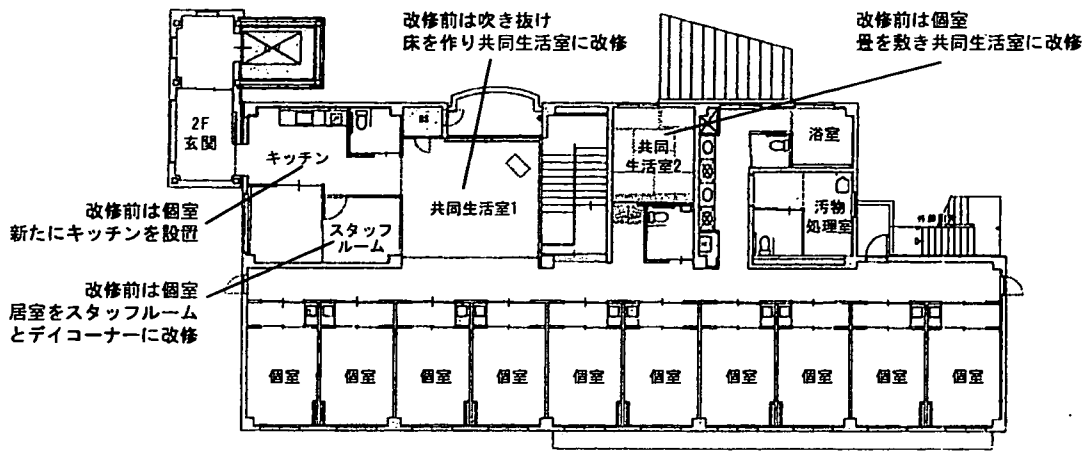 改修前は吹き抜け
床を作り共同生活室に改修
改修前は個室
畳を敷き共同生活室に改修
2F
玄関
キッチン
共同
生活室2
浴室
汚物
処理室
共同生活室1
スタッフ
ルーム
改修前は個室
新たにキッチンを設置
改修前は個室
居室をスタッフルーム
とデイコーナーに改修
個室
個室
個室
個室
個室
個室
個室
個室
個室
個室